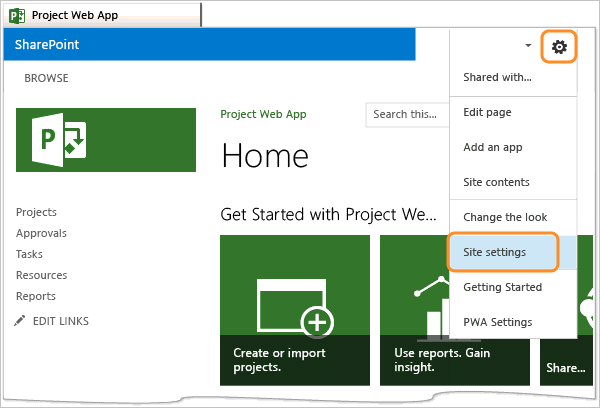 Project Web App
SharePoint
BROWSE
Shared with...
Edit page
Add an app
Site contents
Change the look
Site settings
Getting Started
PWA Settings
P
Project Web App
Search this...
Home
Projects
Approvals
Tasks
Resources
Reports
EDIT LINKS
Get Started with Project We...
Create or import
projects.
Use reports. Gain
insight.
Share...